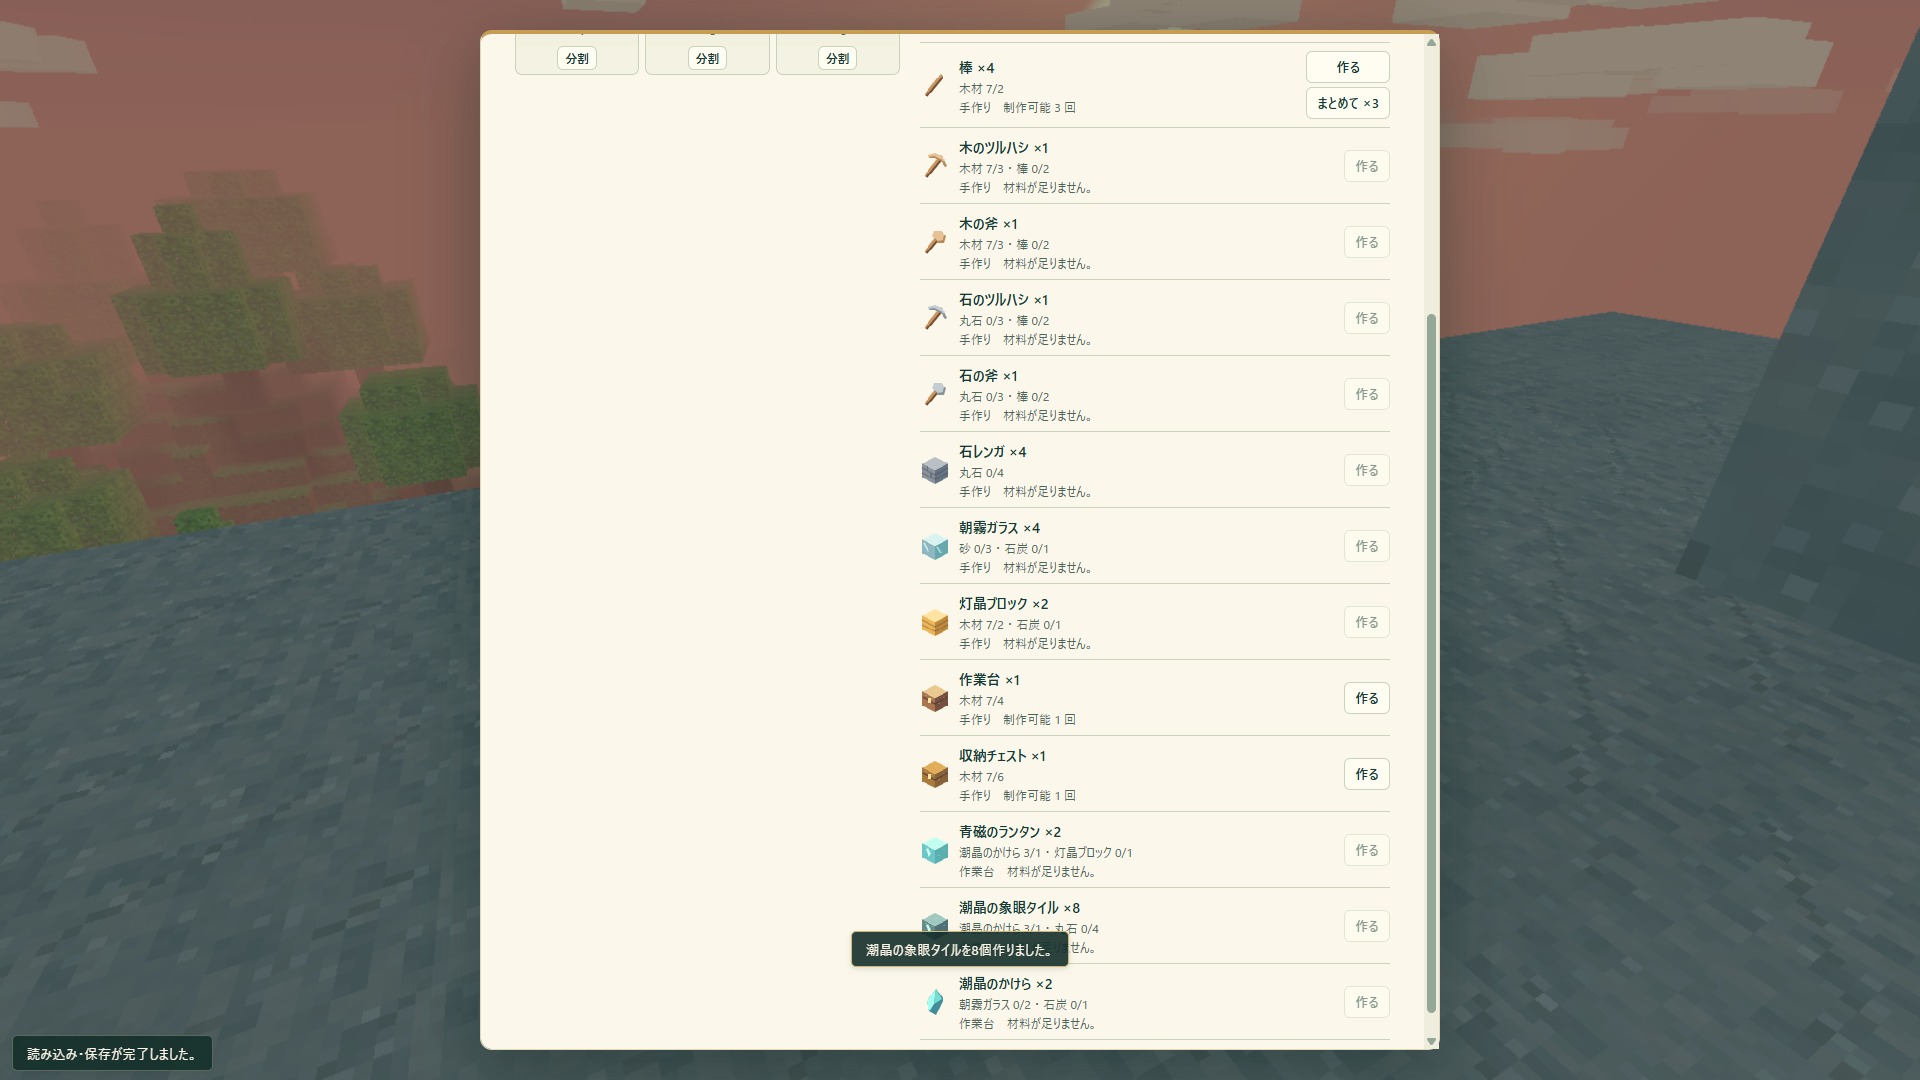 分割
分割
分割
棒 ×4
木材 7/2
手作り 制作可能 3 回
作る
まとめて ×3
木のツルハシ ×1
木材 7/3・棒 0/2
手作り 材料が足りません。
作る
木の斧 ×1
木材 7/3・棒 0/2
手作り 材料が足りません。
作る
石のツルハシ ×1
丸石 0/3・棒 0/2
手作り 材料が足りません。
作る
石の斧 ×1
丸石 0/3・棒 0/2
手作り 材料が足りません。
作る
石レンガ ×4
丸石 0/4
手作り 材料が足りません。
作る
朝霧ガラス ×4
砂 0/3・石炭 0/1
手作り 材料が足りません。
作る
灯晶ブロック ×2
木材 7/2・石炭 0/1
手作り 材料が足りません。
作る
作業台 ×1
木材 7/4
手作り 制作可能 1 回
作る
収納チェスト ×1
木材 7/6
手作り 制作可能 1 回
作る
青磁のランタン ×2
潮晶のかけら 3/1・灯晶ブロック 0/1
作業台 材料が足りません。
作る
潮晶の象眼タイル ×8
潮晶のかけら 3/1・丸石 0/4
作る
潮晶の象眼タイルを8個作りました。
潮晶のかけら ×2
朝霧ガラス 0/2・石炭 0/1
作業台 材料が足りません。
作る
読み込み・保存が完了しました。